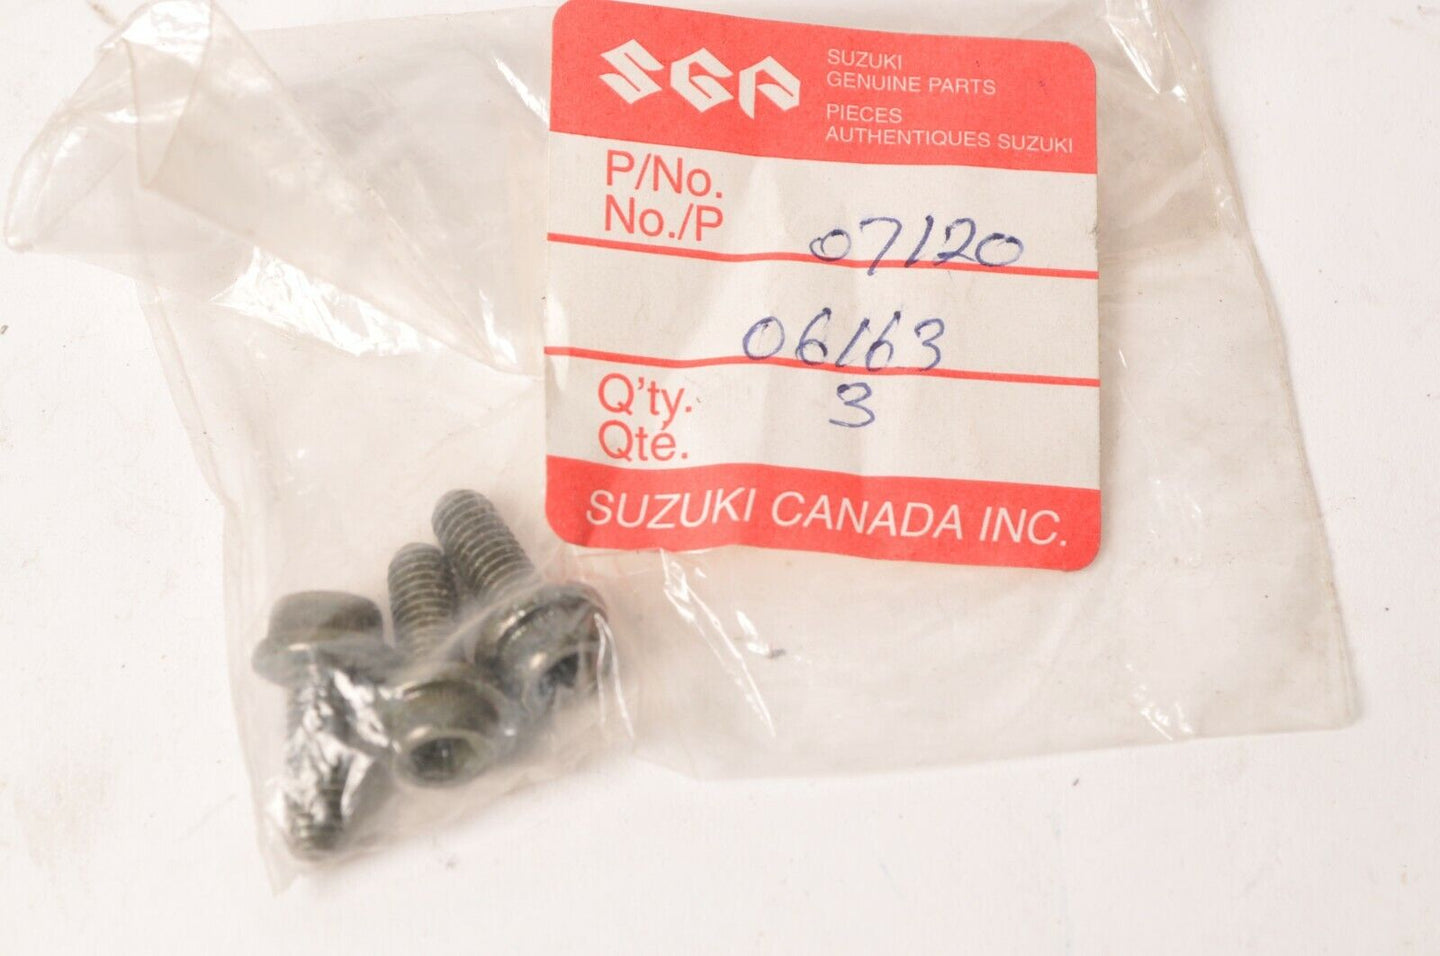 SGP
SUZUKI
GENUINE PARTS
PIECES
AUTHENTIQUES SUZUKI
P/No.
No./P
07120
06163
Q'ty.
Qté.
3
SUZUKI CANADA INC.